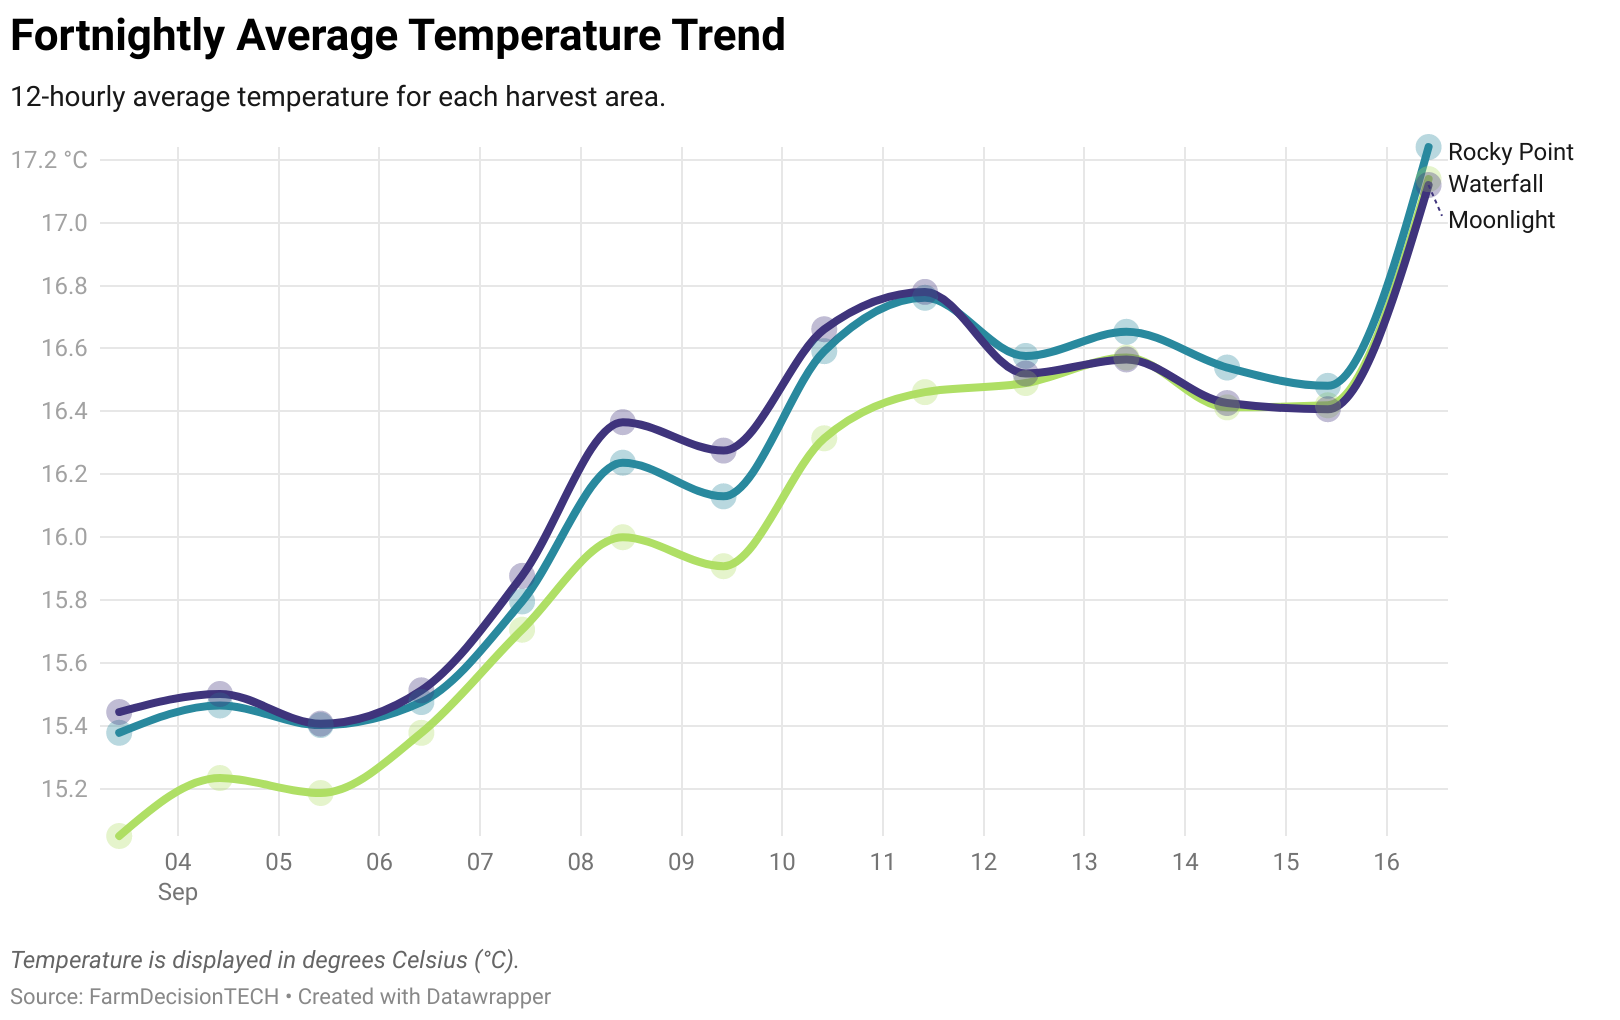 Fortnightly Average Temperature Trend
12-hourly average temperature for each harvest area.
17.2 °C
17.0
16.8
16.6
16.4
16.2
16.0
15.8
15.6
15.4
15.2
Rocky Point
Waterfall
Moonlight
04 05 06 07 08 09 10 11 12 13 14 15 16
Sep
Temperature is displayed in degrees Celsius (°C).
Source: FarmDecisionTECH • Created with Datawrapper